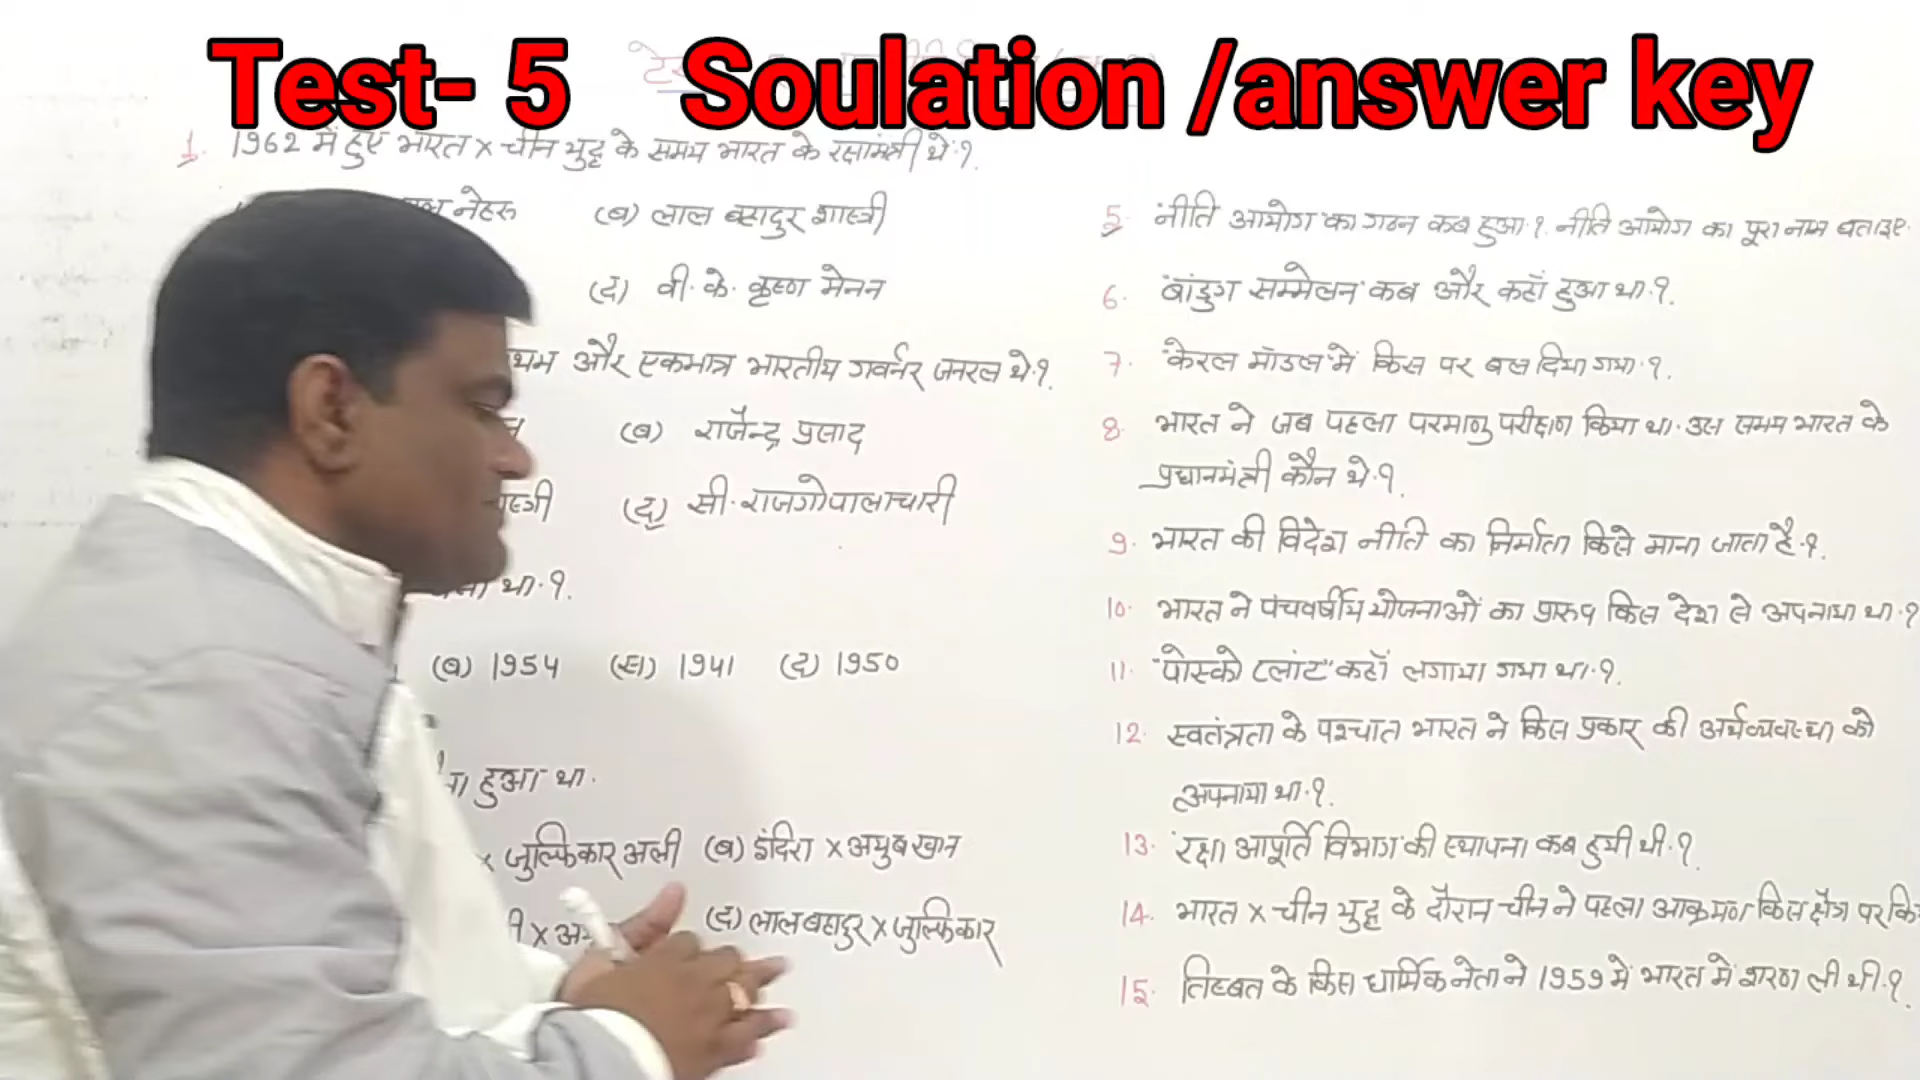 Test- 5 Soulation /answer key
1. 1962 में हुए भारत x चीन युद्ध के समय भारत के रक्षामंत्री थे.?
नेहरू (ब) लाल बहादुर शास्त्री
(द) वी. के. कृष्ण मेनन
और एकमात्र भारतीय गवर्नर जनरल थे.?
(ब) राजेन्द्र प्रसाद
(द) सी. राजगोपालाचारी
था.?
(ब) 1954 (स) 1941 (द) 1950
हुआ था.
x जुल्फिकार अली (ब) इंदिरा x अयुब खान
(द) लाल बहादुर x जुल्फिकार
5. नीति आयोग का गठन कब हुआ.? नीति आयोग का पूरा नाम बताइए.
6. बांडुग सम्मेलन कब और कहाँ हुआ था.?
7. "केरल मॉडल" में किस पर बल दिया गया.?
8. भारत ने जब पहला परमाणु परीक्षण किया था. उस समय भारत के
प्रधानमंत्री कौन थे.?
9. भारत की विदेश नीति का निर्माता किसे माना जाता है.?
10. भारत ने पंचवर्षीय योजनाओं का प्रारुप किस देश से अपनाया था.?
11. "पोस्को प्लांट" कहाँ लगाया गया था.?
12. स्वतंत्रता के पश्चात भारत ने किस प्रकार की अर्थव्यवस्था को
अपनाया था.?
13. रक्षा आपूर्ति विभाग की स्थापना कब हुयी थी.?
14. भारत x चीन युद्ध के दौरान चीन ने पहला आक्रमण किस क्षेत्र पर
15. तिब्बत के किस धार्मिक नेता ने 1959 में भारत में शरण ली थी.?